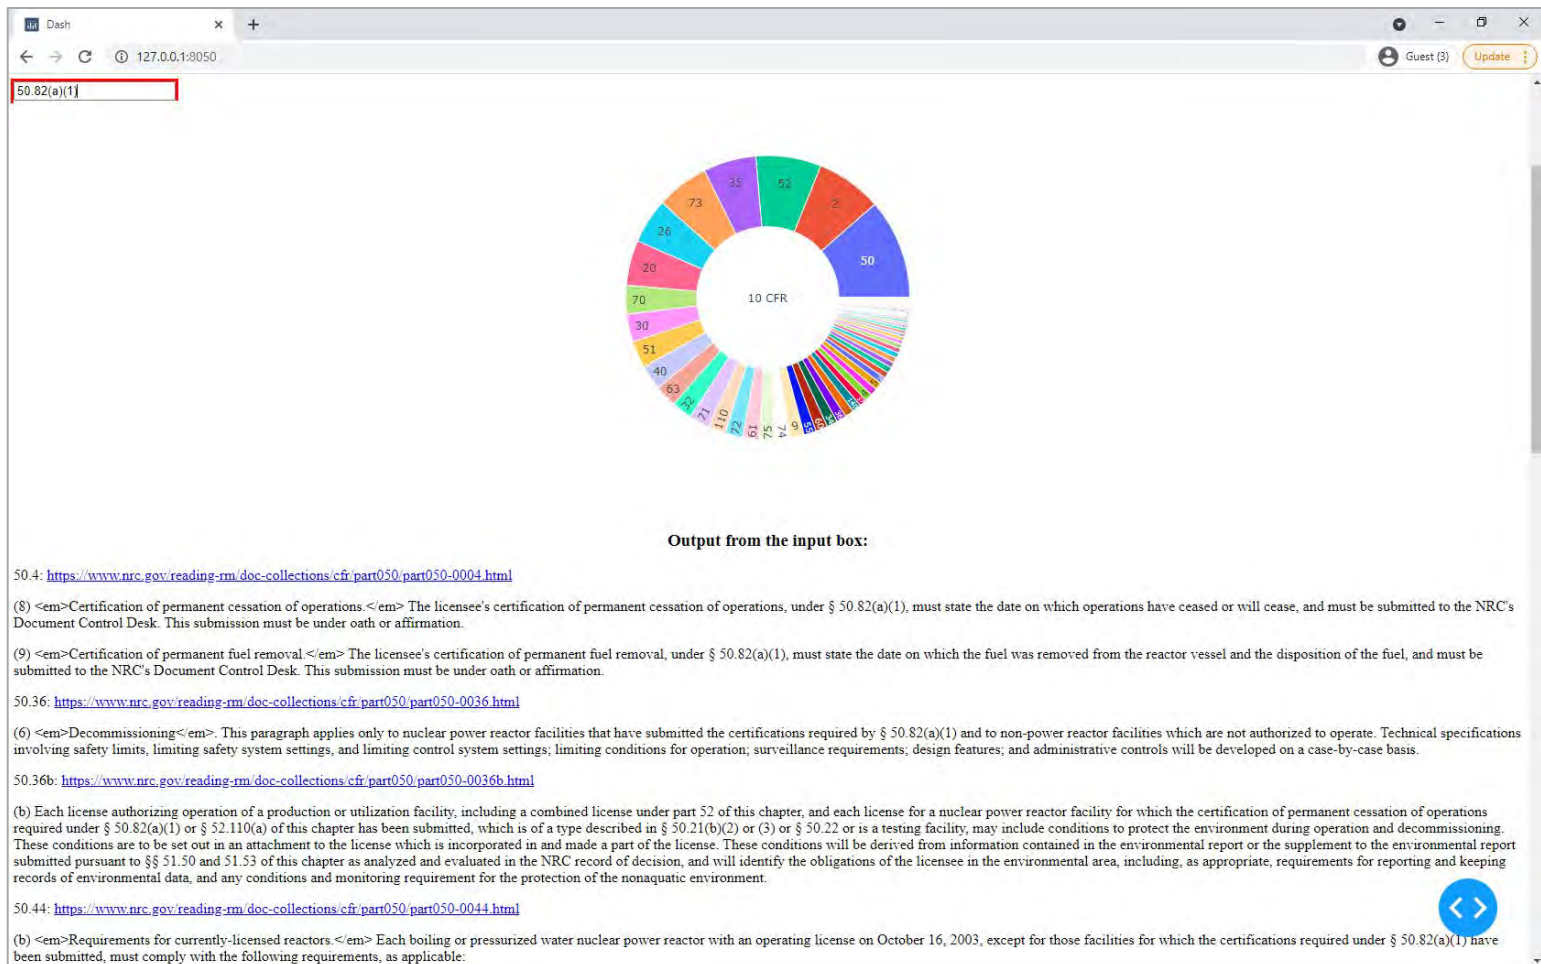 Dash
127.0.0.1:8050
Guest (3)
Update
50.82(a)(1)
50
2
52
35
73
26
20
70
30
51
40
63
32
71
110
72
61
75
74
9
55
60
10 CFR
Output from the input box:
50.4: https://www.nrc.gov/reading-rm/doc-collections/cfr/part050/part050-0004.html
(8) <em>Certification of permanent cessation of operations.</em> The licensee's certification of permanent cessation of operations, under § 50.82(a)(1), must state the date on which operations have ceased or will cease, and must be submitted to the NRC's
Document Control Desk. This submission must be under oath or affirmation.
(9) <em>Certification of permanent fuel removal.</em> The licensee's certification of permanent fuel removal, under § 50.82(a)(1), must state the date on which the fuel was removed from the reactor vessel and the disposition of the fuel, and must be
submitted to the NRC's Document Control Desk. This submission must be under oath or affirmation.
50.36: https://www.nrc.gov/reading-rm/doc-collections/cfr/part050/part050-0036.html
(6) <em>Decommissioning</em>. This paragraph applies only to nuclear power reactor facilities that have submitted the certifications required by § 50.82(a)(1) and to non-power reactor facilities which are not authorized to operate. Technical specifications
involving safety limits, limiting safety system settings, and limiting control system settings; limiting conditions for operation; surveillance requirements; design features; and administrative controls will be developed on a case-by-case basis.
50.36b: https://www.nrc.gov/reading-rm/doc-collections/cfr/part050/part050-0036b.html
(b) Each license authorizing operation of a production or utilization facility, including a combined license under part 52 of this chapter, and each license for a nuclear power reactor facility for which the certification of permanent cessation of operations
required under § 50.82(a)(1) or § 52.110(a) of this chapter has been submitted, which is of a type described in § 50.21(b)(2) or (3) or § 50.22 or is a testing facility, may include conditions to protect the environment during operation and decommissioning.
These conditions are to be set out in an attachment to the license which is incorporated in and made a part of the license. These conditions will be derived from information contained in the environmental report or the supplement to the environmental report
submitted pursuant to §§ 51.50 and 51.53 of this chapter as analyzed and evaluated in the NRC record of decision, and will identify the obligations of the licensee in the environmental area, including, as appropriate, requirements for reporting and keeping
records of environmental data, and any conditions and monitoring requirement for the protection of the nonaquatic environment.
50.44: https://www.nrc.gov/reading-rm/doc-collections/cfr/part050/part050-0044.html
(b) <em>Requirements for currently-licensed reactors.</em> Each boiling or pressurized water nuclear power reactor with an operating license on October 16, 2003, except for those facilities for which the certifications required under § 50.82(a)(1) have
been submitted, must comply with the following requirements, as applicable: